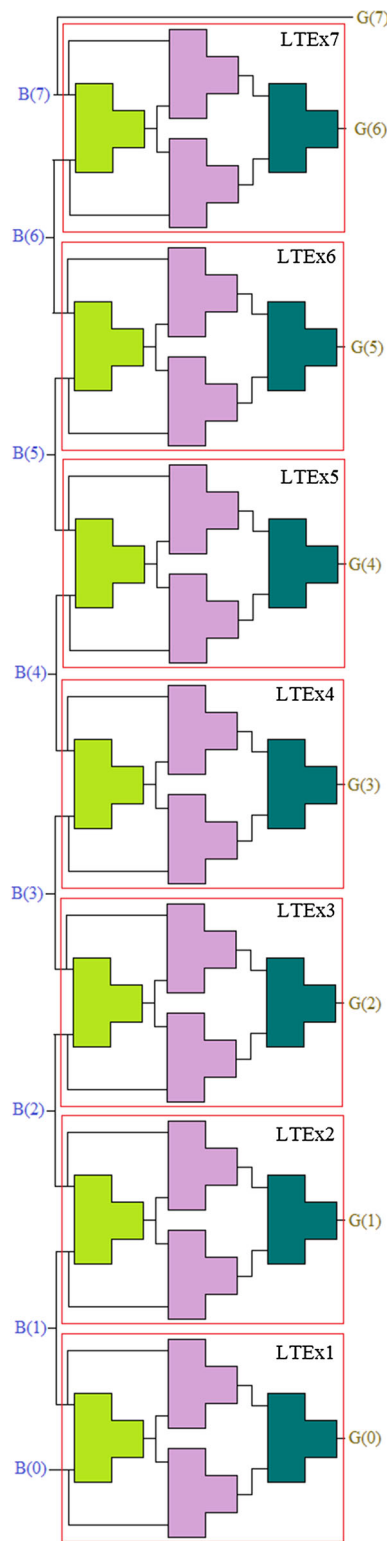 G(7)
LTEx7
B(7)
G(6)
B(6)
LTEx6
G(5)
B(5)
LTEx5
G(4)
B(4)
LTEx4
G(3)
B(3)
LTEx3
G(2)
B(2)
LTEx2
G(1)
B(1)
LTEx1
G(0)
B(0)